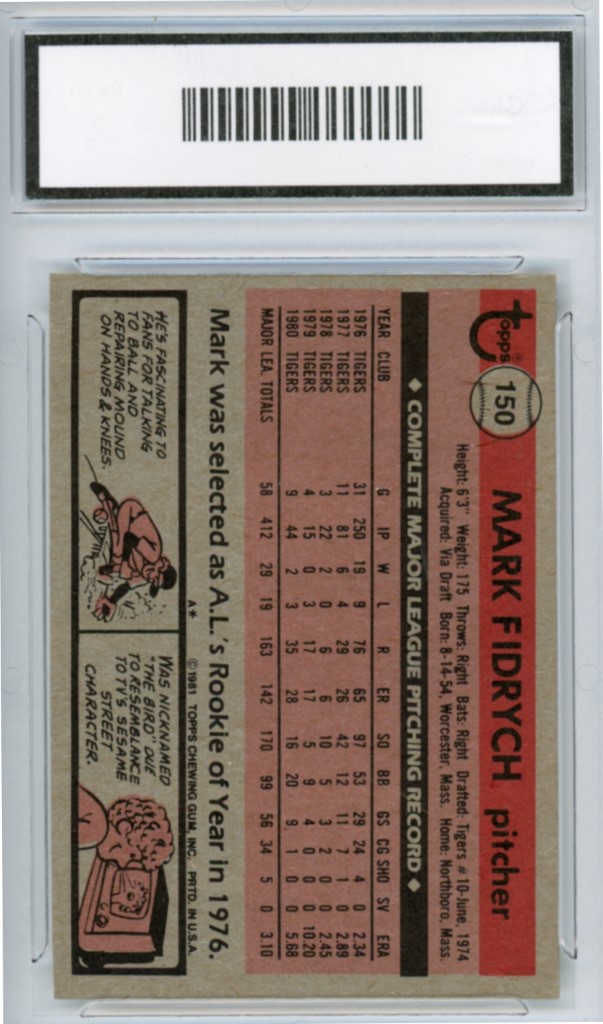 Topps®
150
MARK FIDRYCH pitcher
Height: 6'3" Weight: 175 Throws: Right Bats: Right Drafted: Tigers # 10-June, 1974
Acquired: Via Draft Born: 8-14-54, Worcester, Mass. Home: Northboro, Mass.
◆ COMPLETE MAJOR LEAGUE PITCHING RECORD ◆
YEAR CLUB G IP W L R ER SO BB GS CG SHO SV ERA
1976 TIGERS 31 250 19 9 76 65 97 53 29 24 4 0 2.34
1977 TIGERS 11 81 6 4 29 26 42 12 11 7 1 0 2.89
1978 TIGERS 3 22 2 0 6 6 10 5 3 2 0 0 2.45
1979 TIGERS 4 15 0 3 17 17 5 9 4 0 0 0 10.20
1980 TIGERS 9 44 2 3 35 28 16 20 9 1 0 0 5.68
MAJOR LEA. TOTALS 58 412 29 19 163 142 170 99 56 34 5 0 3.10
Mark was selected as A.L.'s Rookie of Year in 1976.
A* ©1981 TOPPS CHEWING GUM, INC. PRTD. IN U.S.A.
HE'S FASCINATING TO
FANS FOR TALKING
TO BALL AND
REPAIRING MOUND
ON HANDS & KNEES.
WAS NICKNAMED
"THE BIRD" DUE
TO RESEMBLANCE
TO TV'S SESAME
STREET
CHARACTER.